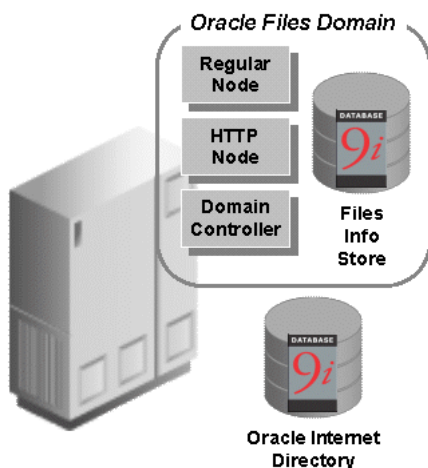 Oracle Files Domain
Regular
Node
HTTP
Node
Domain
Controller
DATABASE
9i
Files
Info
Store
DATABASE
9i
Oracle Internet
Directory